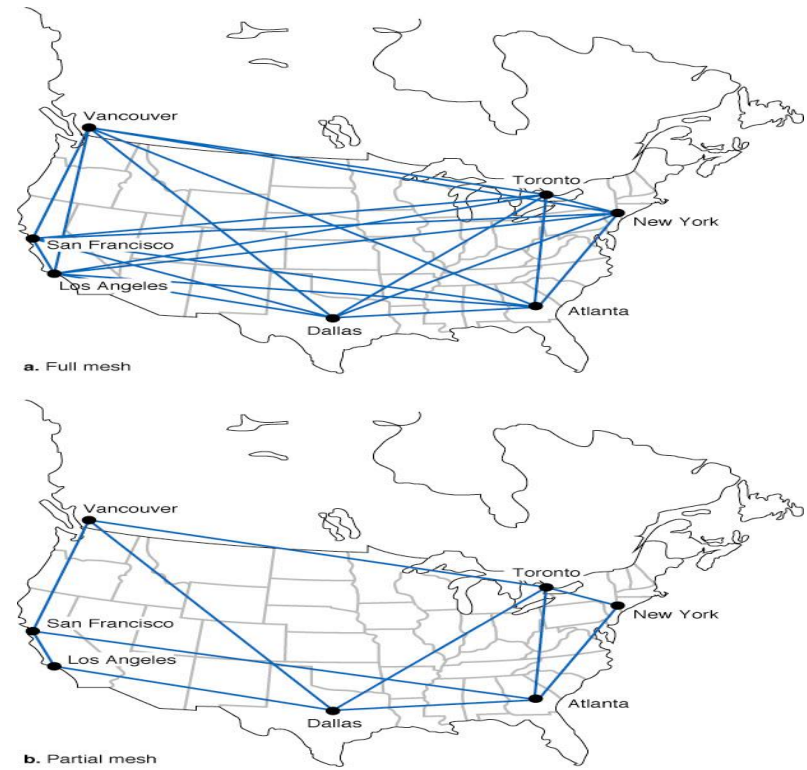 Vancouver
Toronto
New York
San Francisco
Los Angeles
Atlanta
Dallas
a. Full mesh
Vancouver
Toronto
New York
San Francisco
Los Angeles
Atlanta
Dallas
b. Partial mesh